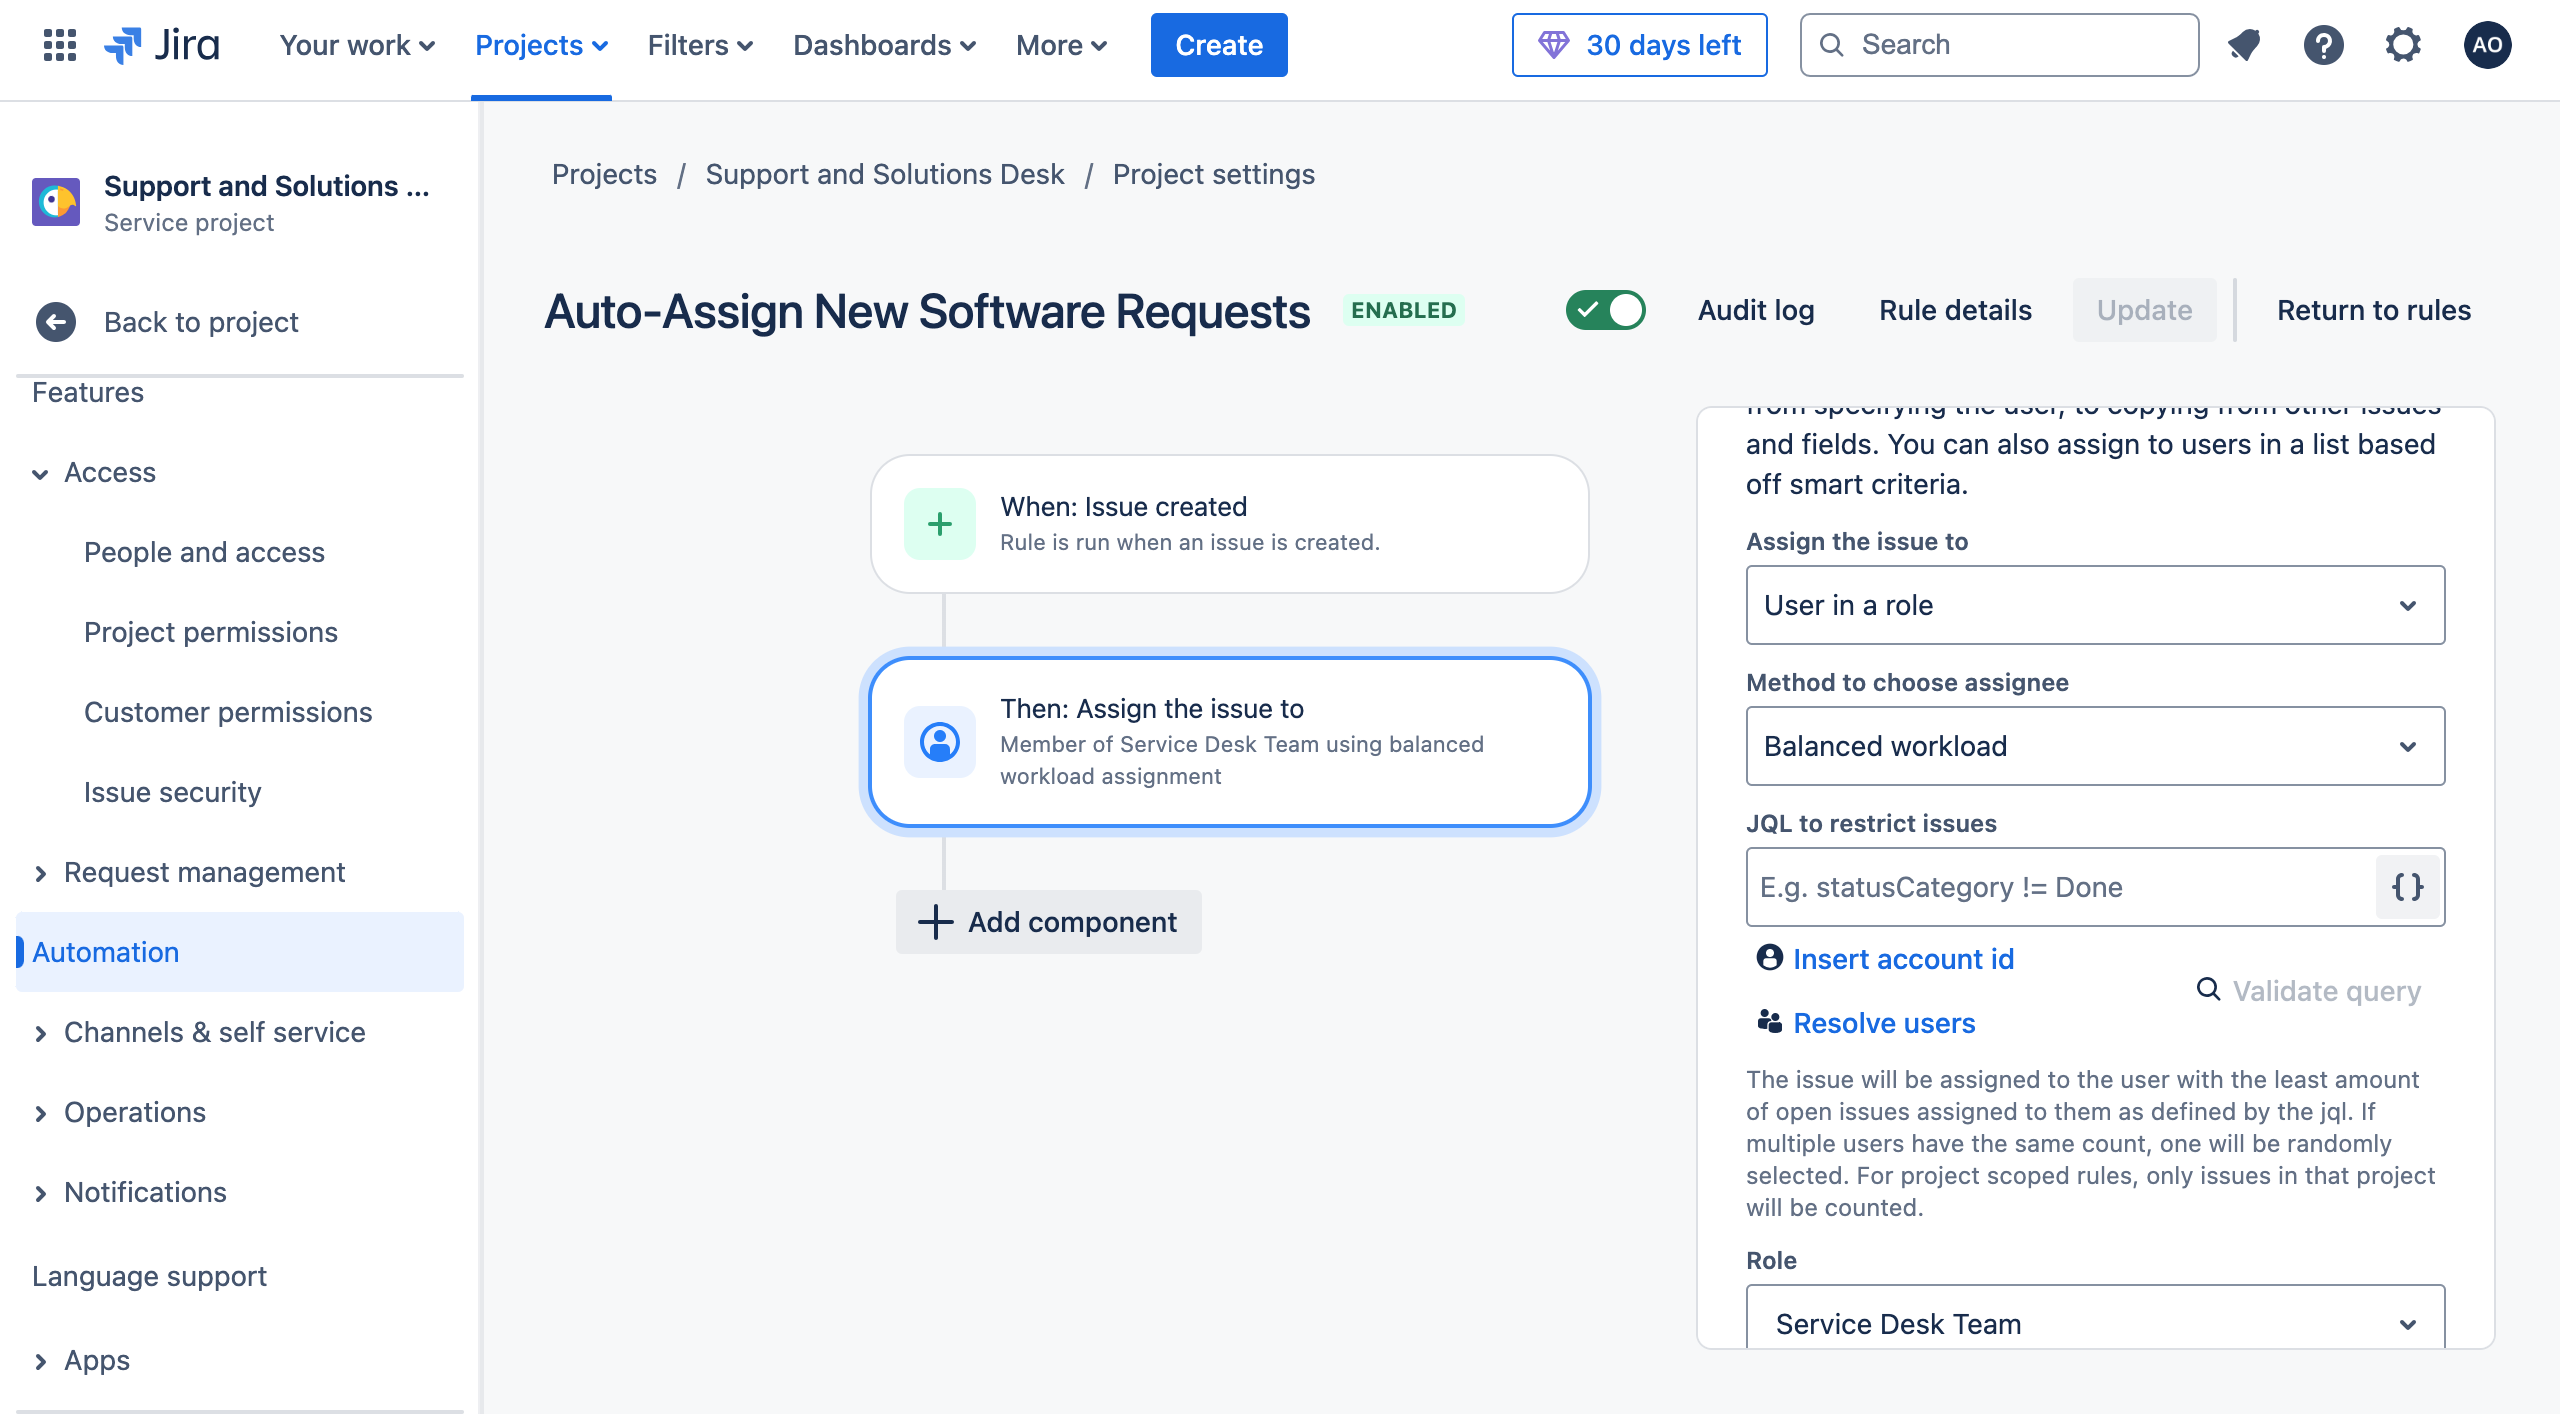 Jira
Your work
Projects
Filters
Dashboards
More
Create
30 days left
Search
AO
Support and Solutions ...
Service project
Back to project
Features
Access
People and access
Project permissions
Customer permissions
Issue security
Request management
Automation
Channels & self service
Operations
Notifications
Language support
Apps
Projects / Support and Solutions Desk / Project settings
Auto-Assign New Software Requests
ENABLED
Audit log
Rule details
Update
Return to rules
When: Issue created
Rule is run when an issue is created.
Then: Assign the issue to
Member of Service Desk Team using balanced
workload assignment
Add component
from specifying the user, to copying from other issues
and fields. You can also assign to users in a list based
off smart criteria.
Assign the issue to
User in a role
Method to choose assignee
Balanced workload
JQL to restrict issues
E.g. statusCategory != Done
{}
Insert account id
Validate query
Resolve users
The issue will be assigned to the user with the least amount
of open issues assigned to them as defined by the jql. If
multiple users have the same count, one will be randomly
selected. For project scoped rules, only issues in that project
will be counted.
Role
Service Desk Team